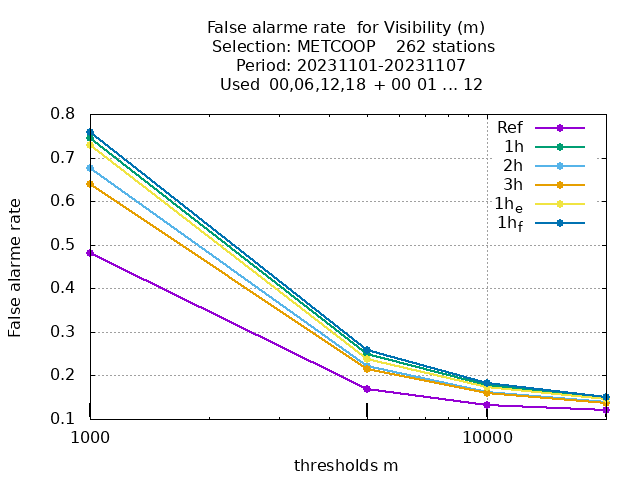 False alarme rate  for Visibility (m)
Selection: METCOOP    262 stations
Period: 20231101-20231107
Used  00,06,12,18  + 00 01 ... 12
0.8
0.7
0.6
0.5
0.4
0.3
0.2
0.1
False alarme rate
Ref
1h
2h
3h
1he
1hf
1000
10000
thresholds m